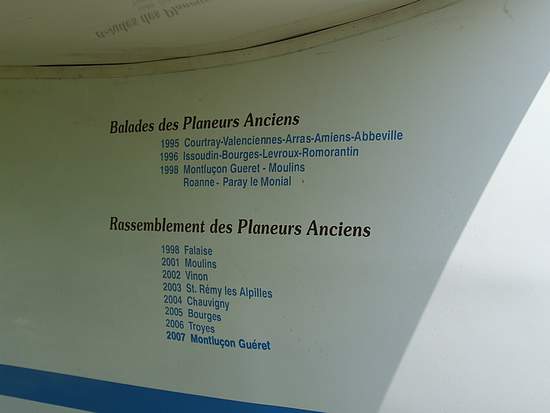 Balades des Planeurs Anciens
1995 Courtray-Valenciennes-Arras-Amiens-Abbeville
1996 Issoudin-Bourges-Levroux-Romorantin
1998 Montluçon Gueret - Moulins
Roanne - Paray le Monial
Rassemblement des Planeurs Anciens
1998 Falaise
2001 Moulins
2002 Vinon
2003 St. Rémy les Alpilles
2004 Chauvigny
2005 Bourges
2006 Troyes
2007 Montluçon Guéret